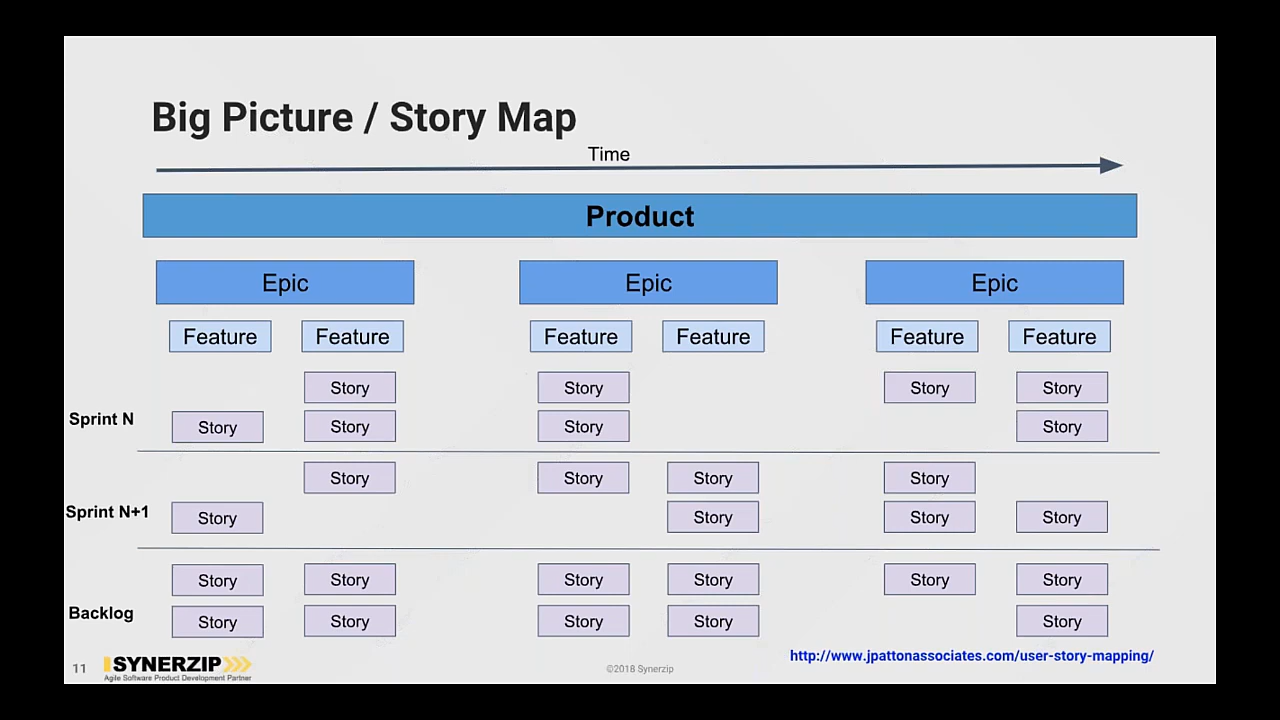 Big Picture / Story Map
Time
Product
Epic Epic Epic
Feature Feature Feature Feature Feature Feature
Story Story Story Story
Sprint N Story Story Story Story
Story Story Story Story
Sprint N+1 Story Story Story Story
Story Story Story Story Story Story
Backlog Story Story Story Story Story
http://www.jpattonassociates.com/user-story-mapping/
11 SYNERZIP ©2018 Synerzip
Agile Software Product Development Partner